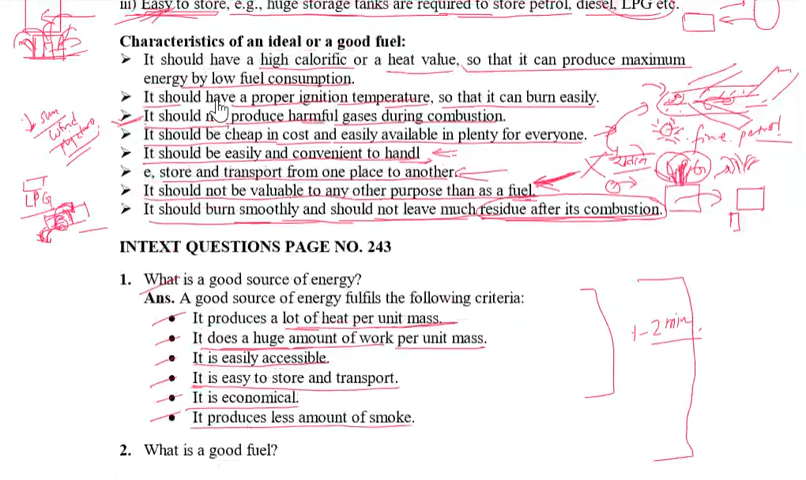 iii) Easy to store, e.g., huge storage tanks are required to store petrol, diesel, LPG etc.
Characteristics of an ideal or a good fuel:
➤ It should have a high calorific or a heat value, so that it can produce maximum
energy by low fuel consumption.
➤ It should have a proper ignition temperature, so that it can burn easily.
➤ It should produce harmful gases during combustion.
➤ It should be cheap in cost and easily available in plenty for everyone.
➤ It should be easily and convenient to handl
➤ e, store and transport from one place to another
➤ It should not be valuable to any other purpose than as a fuel.
➤ It should burn smoothly and should not leave much residue after its combustion.
sun
wind
LPG
petrol
INTEXT QUESTIONS PAGE NO. 243
1. What is a good source of energy?
Ans. A good source of energy fulfils the following criteria:
• It produces a lot of heat per unit mass.
• It does a huge amount of work per unit mass.
• It is easily accessible.
• It is easy to store and transport.
• It is economical.
• It produces less amount of smoke.
1-2 min
2. What is a good fuel?